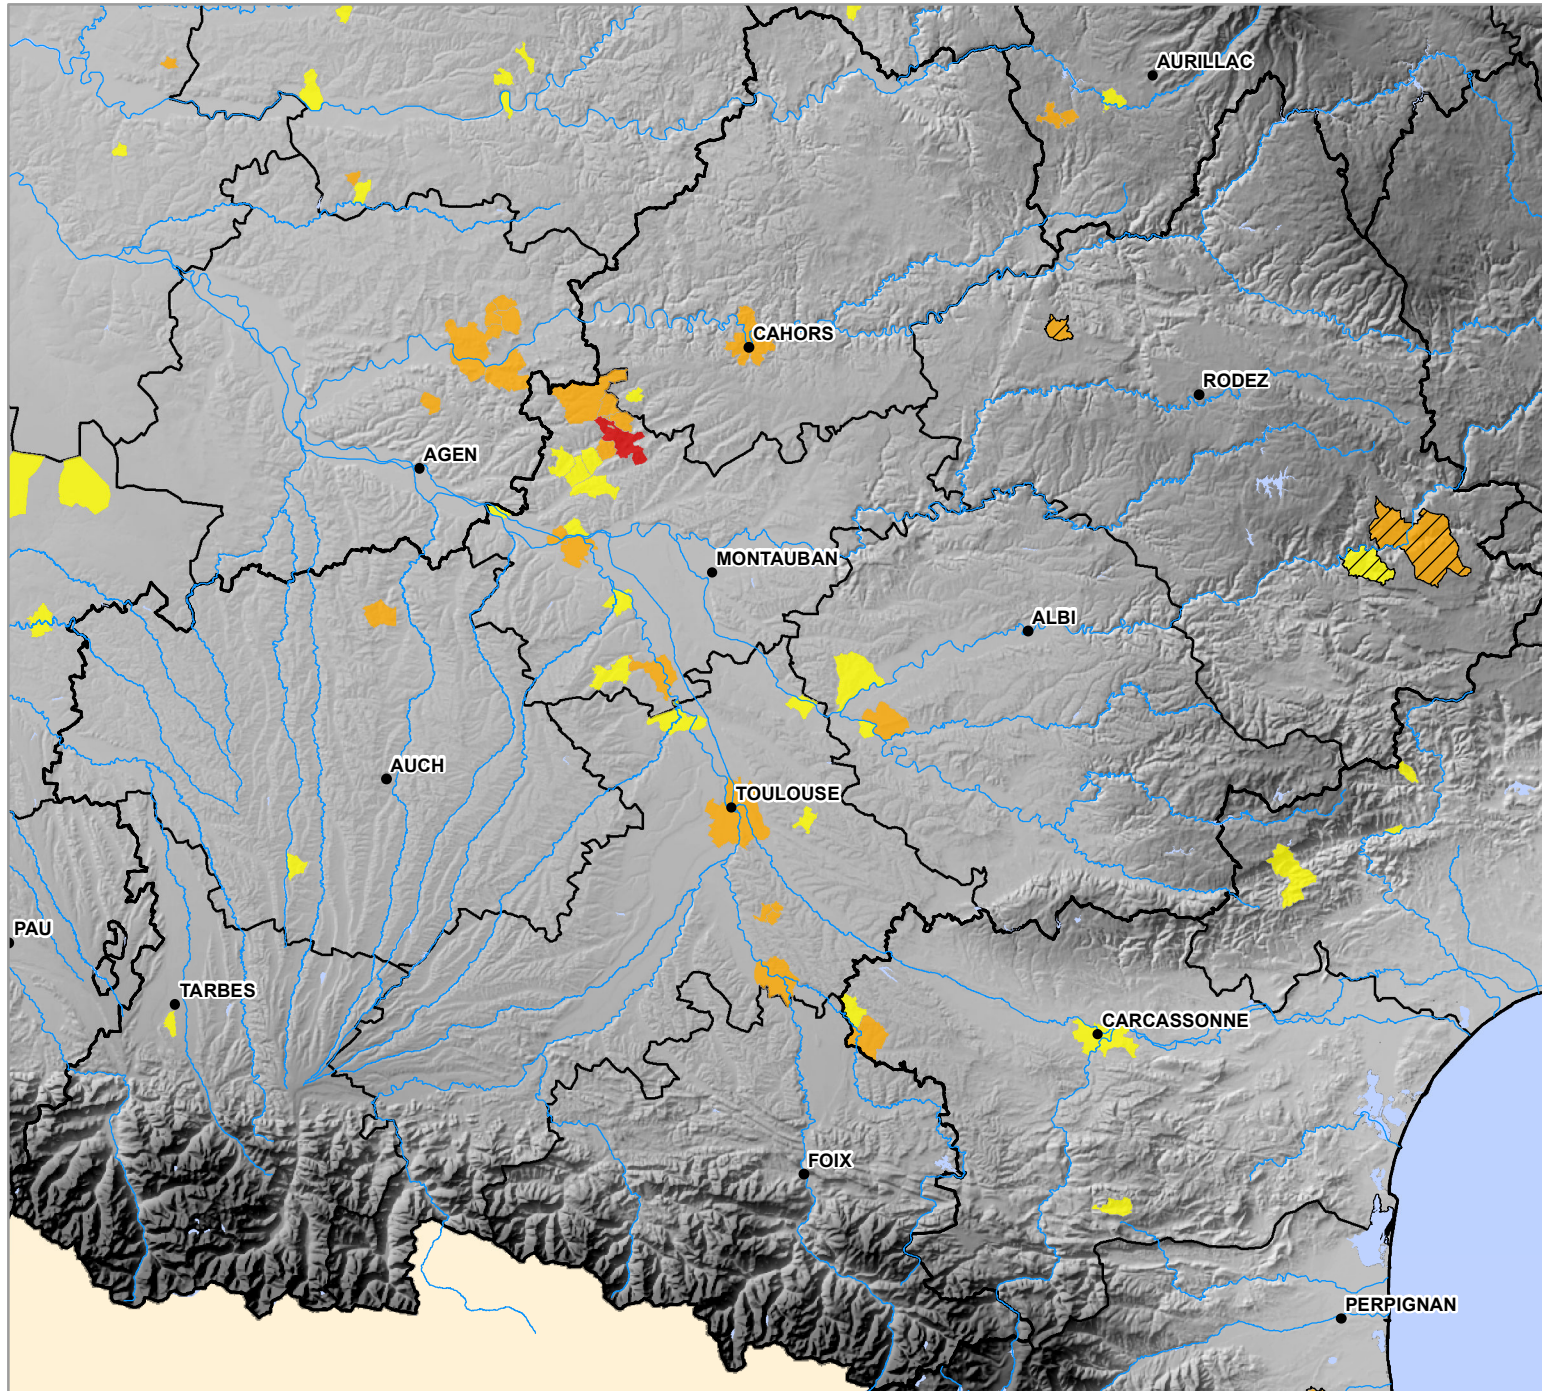 AURILLAC
CAHORS
RODEZ
AGEN
MONTAUBAN
ALBI
AUCH
TOULOUSE
PAU
TARBES
CARCASSONNE
FOIX
PERPIGNAN